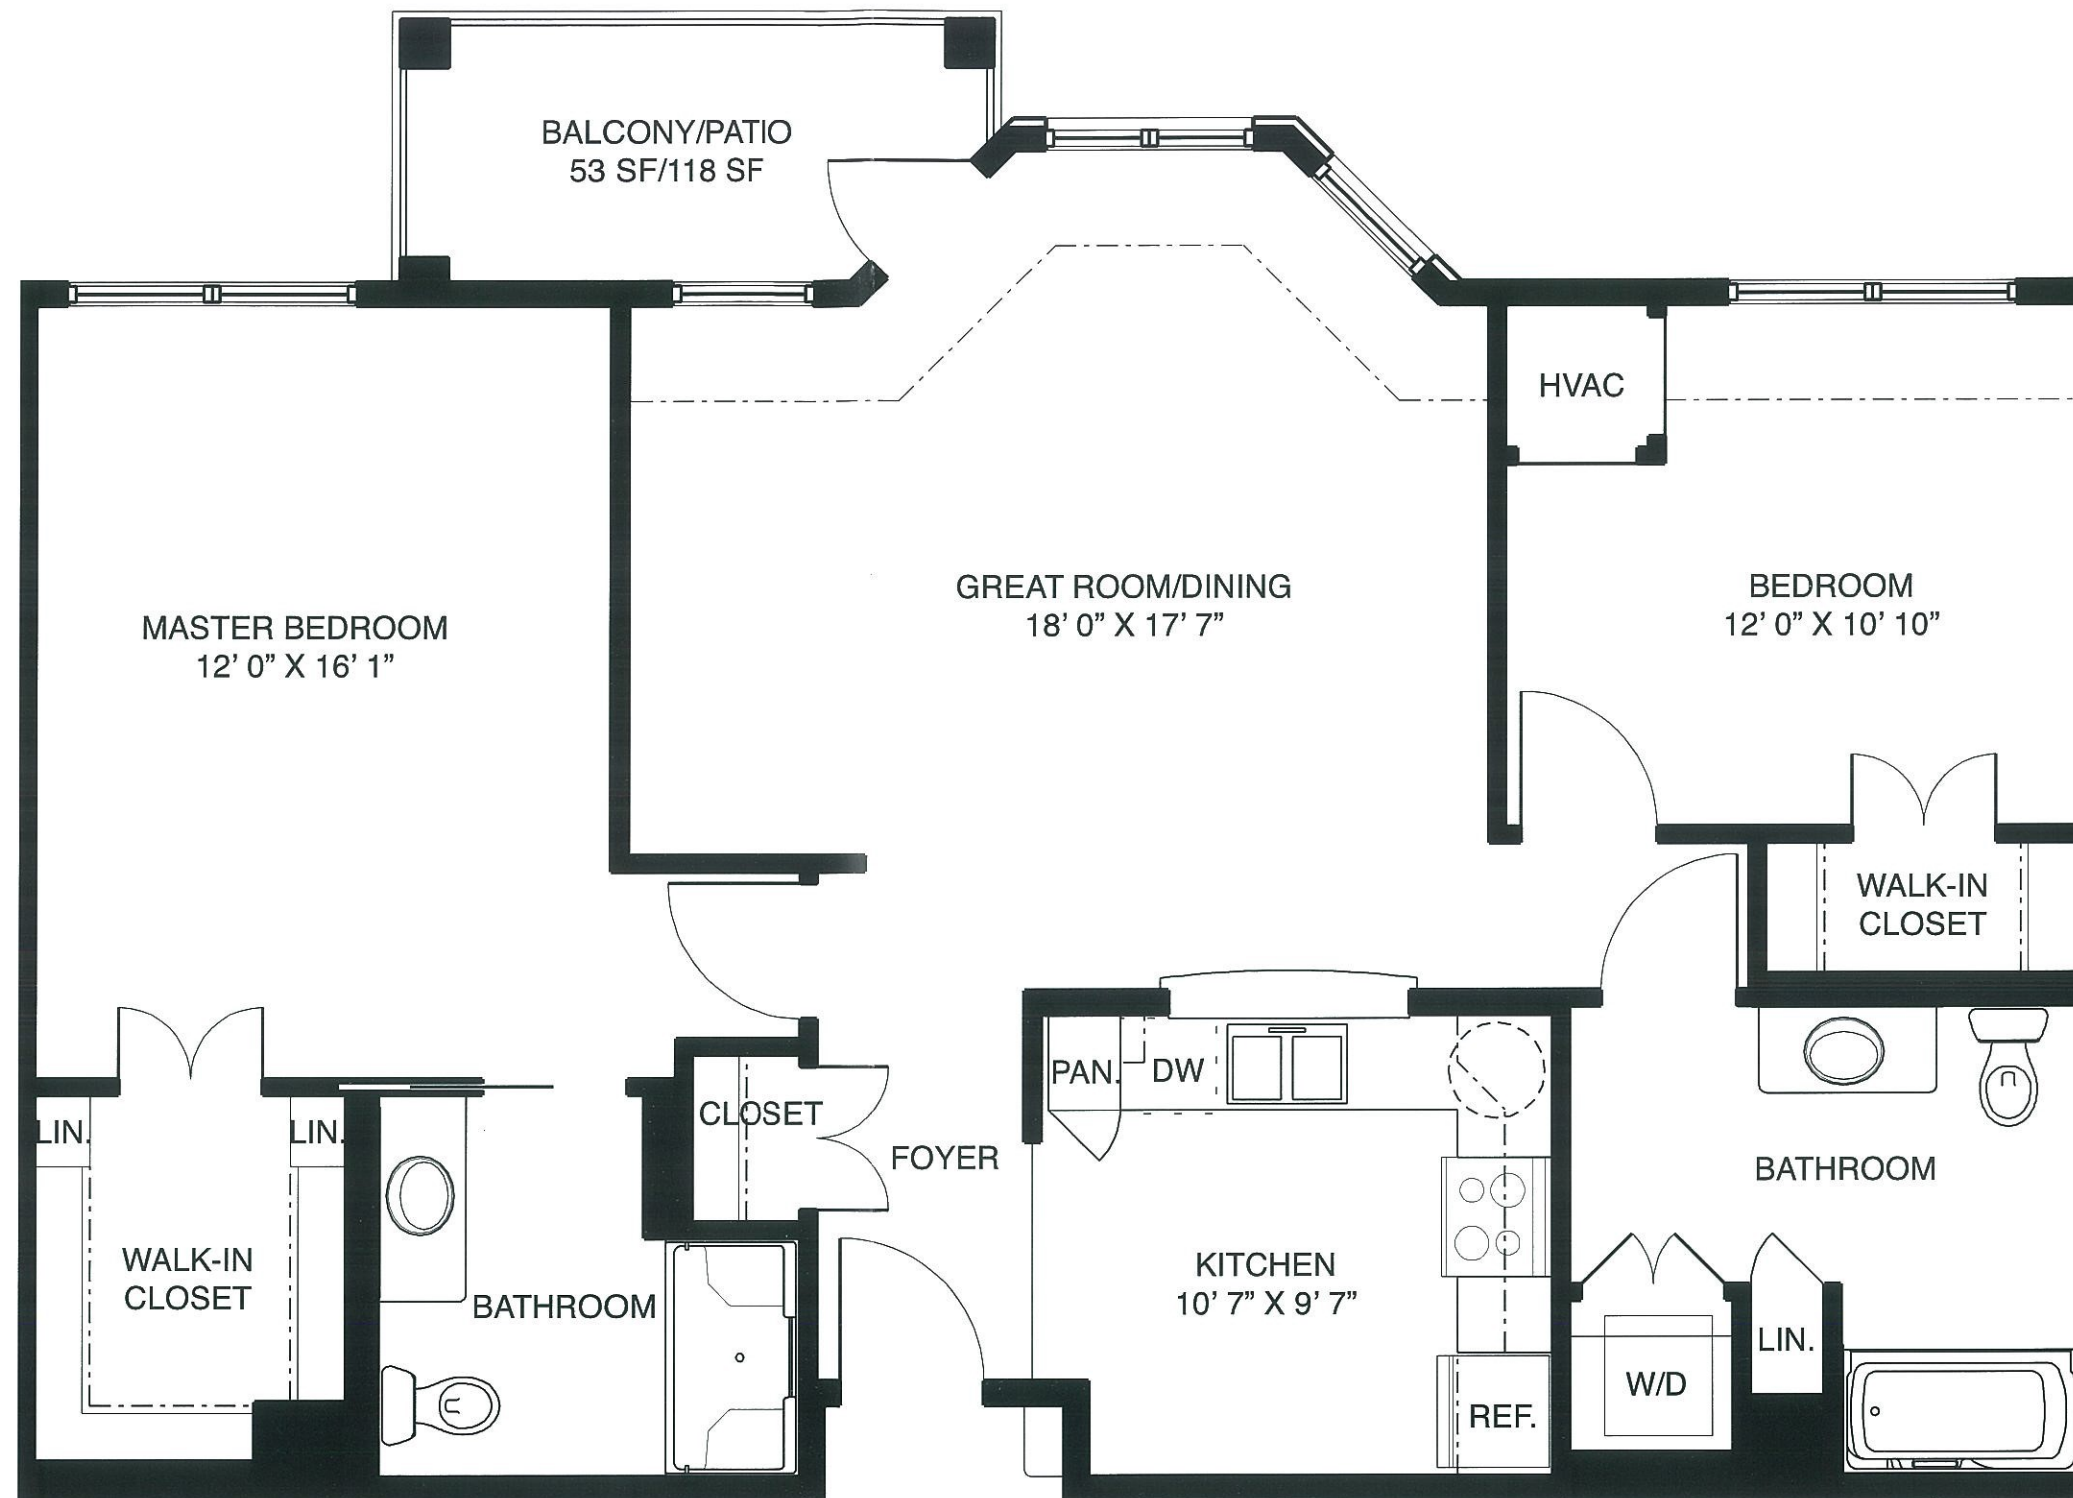 BALCONY/PATIO
53 SF/118 SF
HVAC
GREAT ROOM/DINING
18’ 0” X 17’ 7”
BEDROOM
12’ 0” X 10’ 10”
MASTER BEDROOM
12’ 0” X 16’ 1”
WALK-IN
CLOSET
PAN.
DW
CLOSET
LIN.
LIN.
FOYER
BATHROOM
WALK-IN
CLOSET
KITCHEN
10’ 7” X 9’ 7”
BATHROOM
LIN.
W/D
REF.